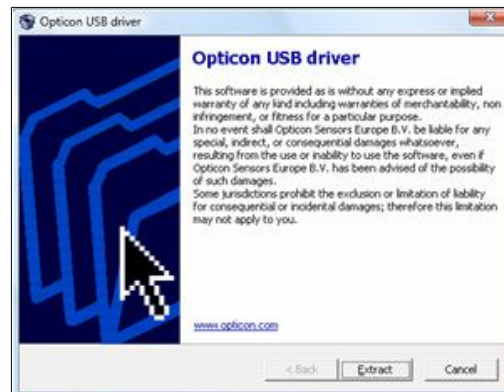 Opticon USB driver
Opticon USB driver
This software is provided as is without any express or implied
warranty of any kind including warranties of merchantability, non
infringement, or fitness for a particular purpose.
In no event shall Opticon Sensors Europe B.V. be liable for any
special, indirect, or consequential damages whatsoever,
resulting from the use or inability to use the software, even if
Opticon Sensors Europe B.V. has been advised of the possibility
of such damages.
Some jurisdictions prohibit the exclusion or limitation of liability
for consequential or incidental damages; therefore this limitation
may not apply to you.
www.opticon.com
< Back Extract Cancel